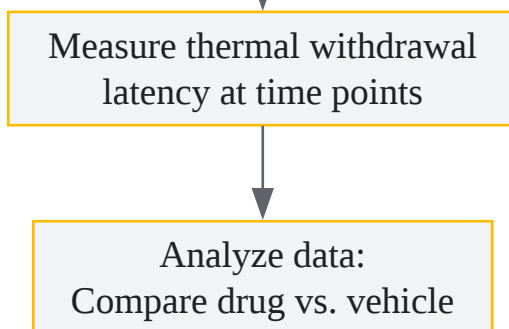 Measure thermal withdrawal
latency at time points
Analyze data:
Compare drug vs. vehicle